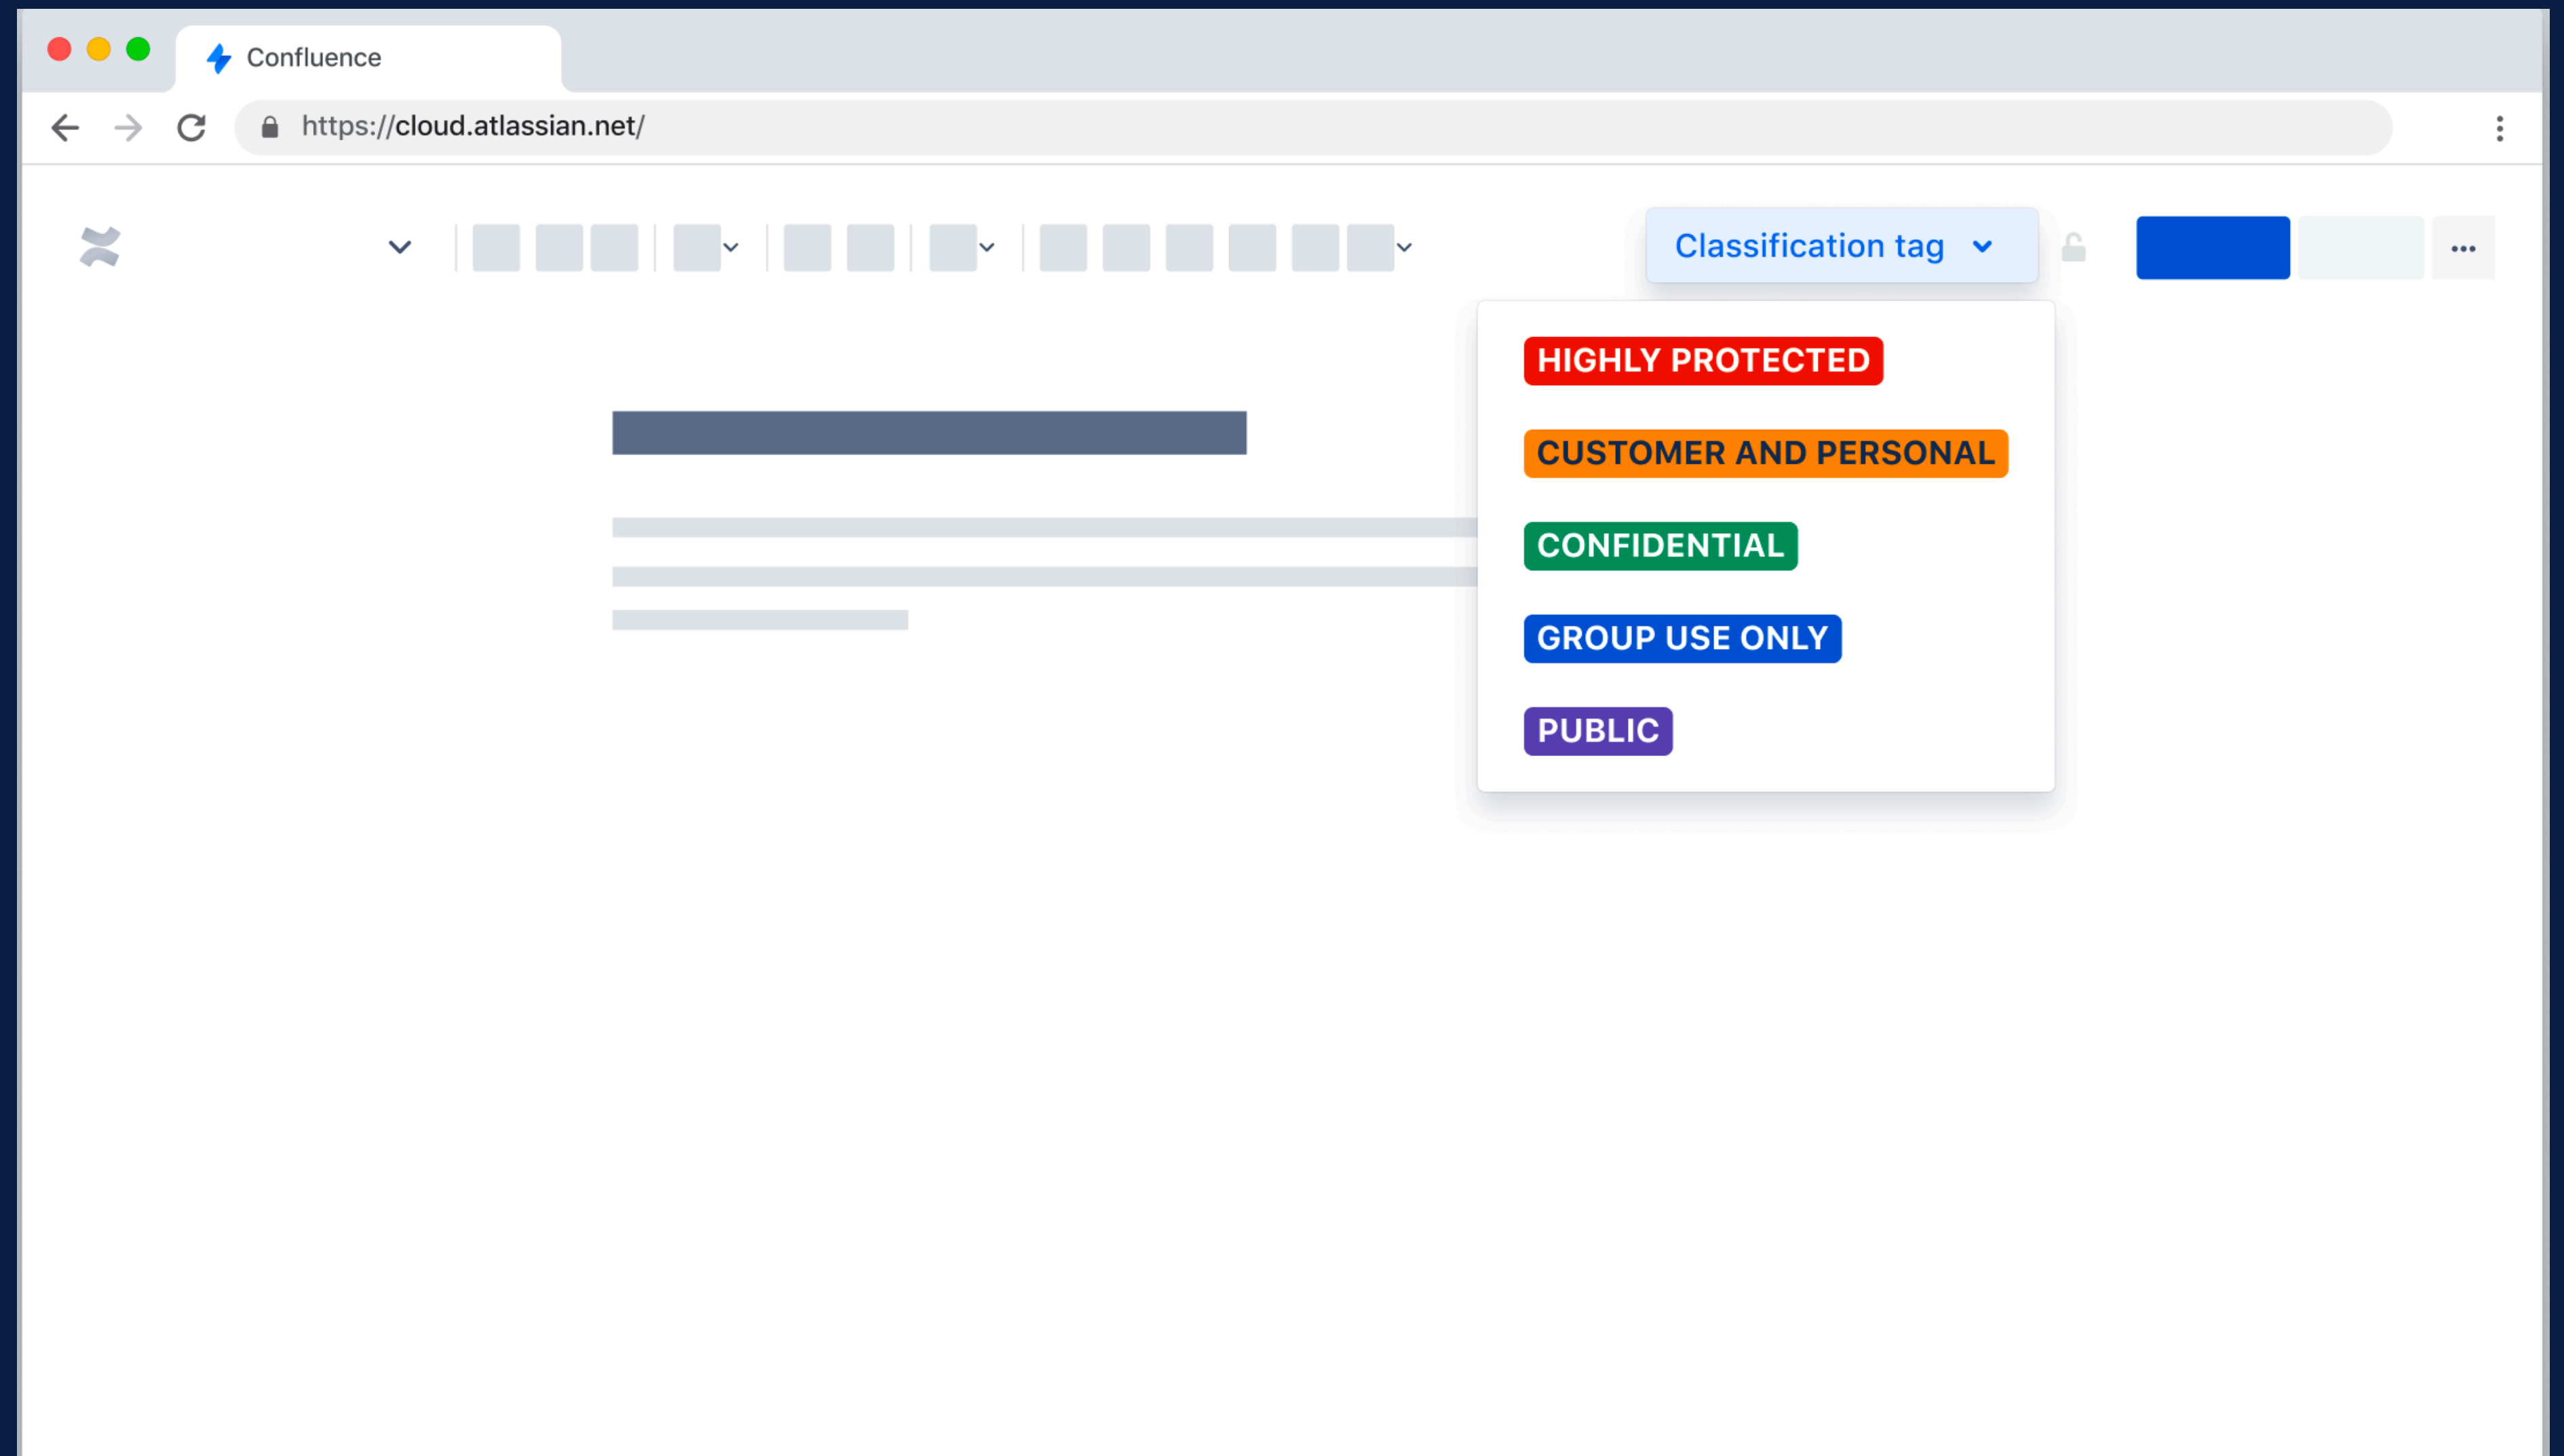 Confluence
https://cloud.atlassian.net/
Classification tag
HIGHLY PROTECTED
CUSTOMER AND PERSONAL
CONFIDENTIAL
GROUP USE ONLY
PUBLIC